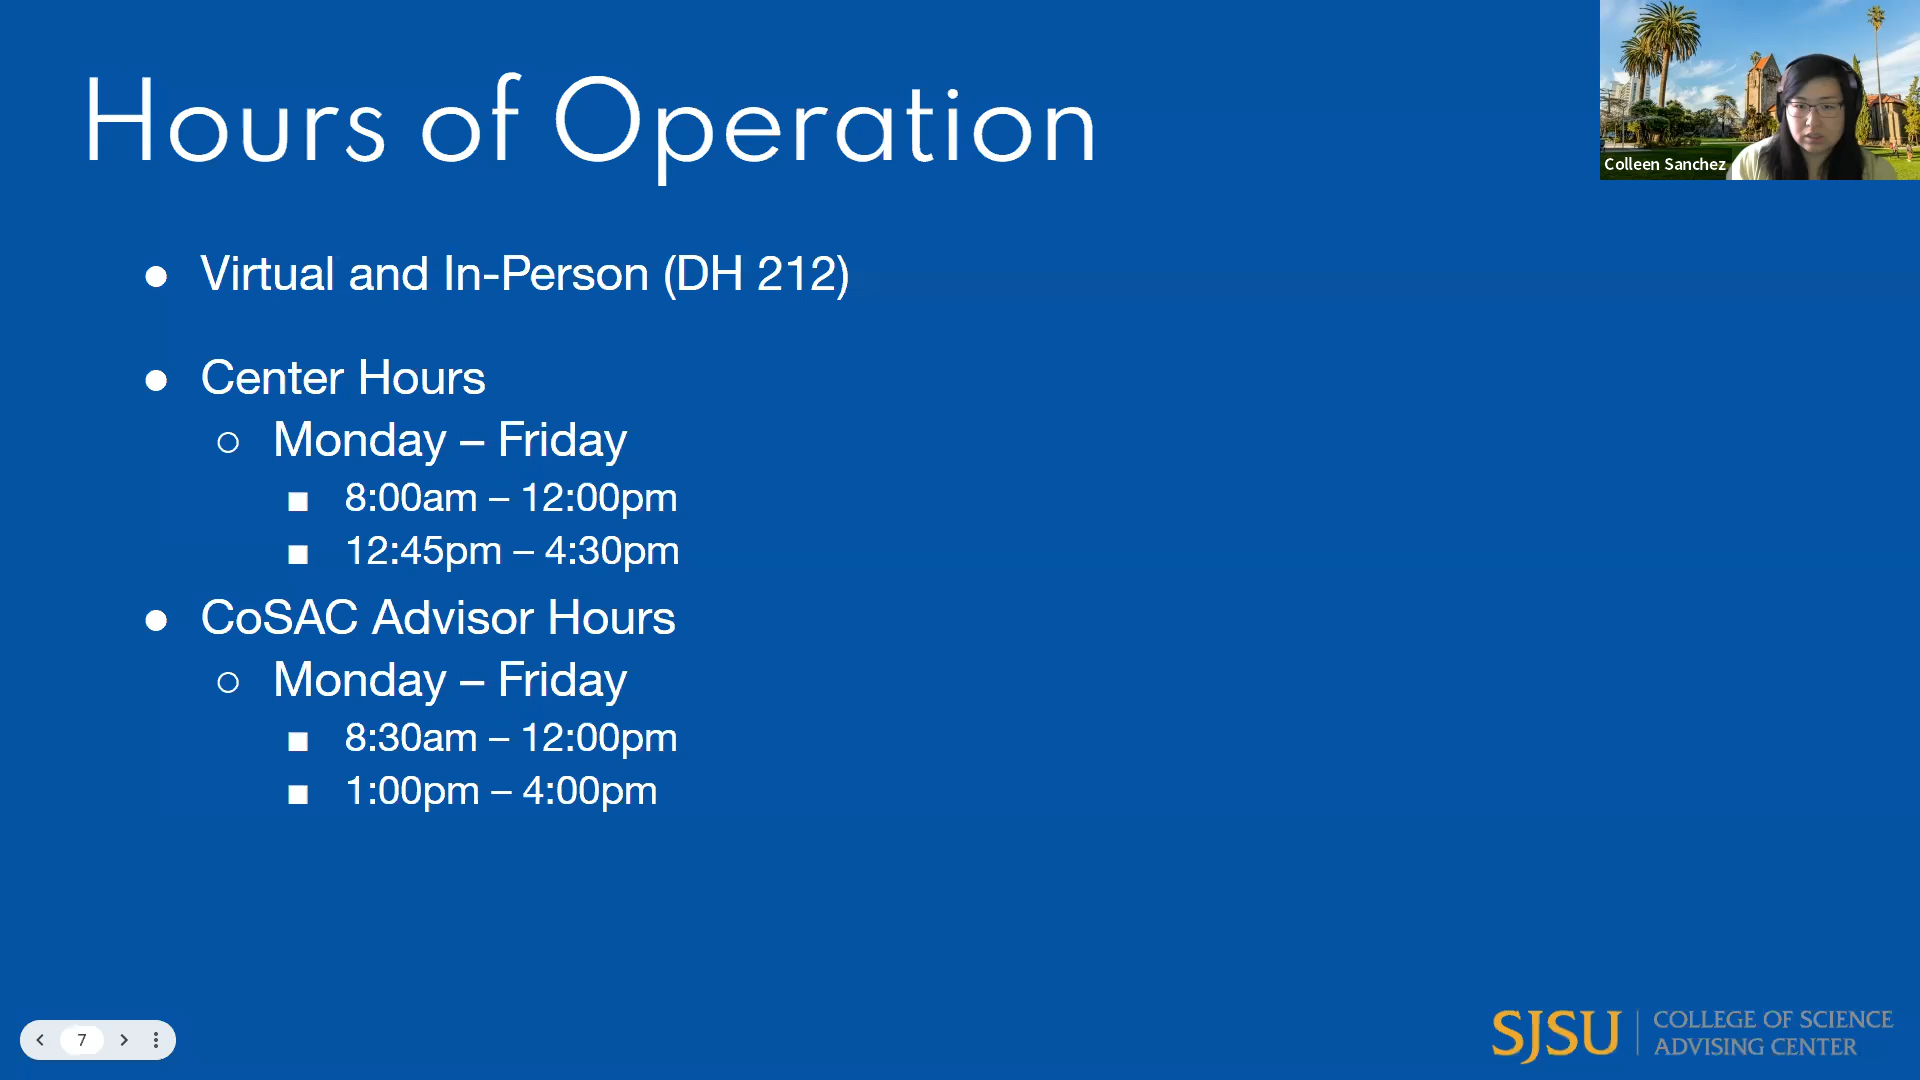 Hours of Operation
Colleen Sanchez
● Virtual and In-Person (DH 212)
● Center Hours
○ Monday – Friday
■ 8:00am – 12:00pm
■ 12:45pm – 4:30pm
● CoSAC Advisor Hours
○ Monday – Friday
■ 8:30am – 12:00pm
■ 1:00pm – 4:00pm
7
SJSU | COLLEGE OF SCIENCE
ADVISING CENTER